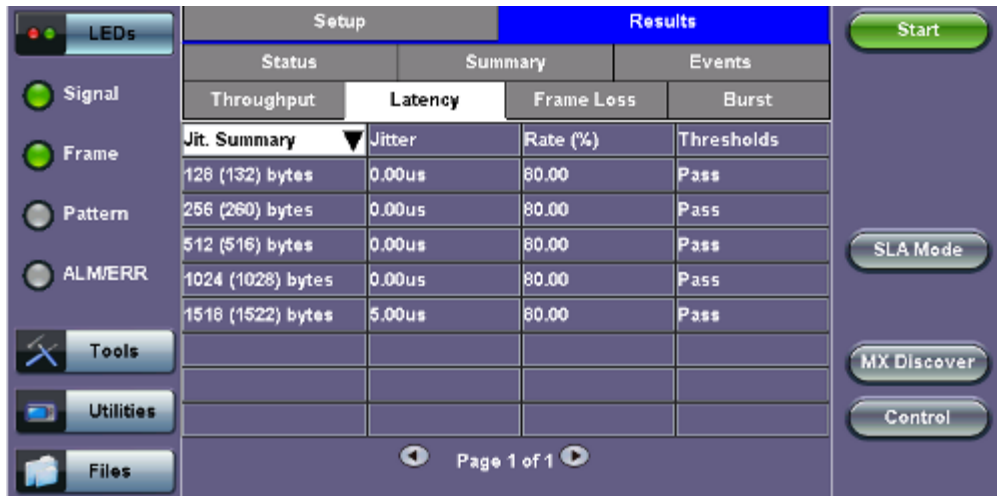 LEDs Setup Results Start
Status Summary Events
Signal Throughput Latency Frame Loss Burst
Jit. Summary Jitter Rate (%) Thresholds
Frame
128 (132) bytes 0.00us 80.00 Pass
Pattern 256 (260) bytes 0.00us 80.00 Pass
512 (516) bytes 0.00us 80.00 Pass SLA Mode
ALM/ERR 1024 (1028) bytes 0.00us 80.00 Pass
1518 (1522) bytes 5.00us 80.00 Pass
Tools MX Discover
Utilities Control
Files Page 1 of 1